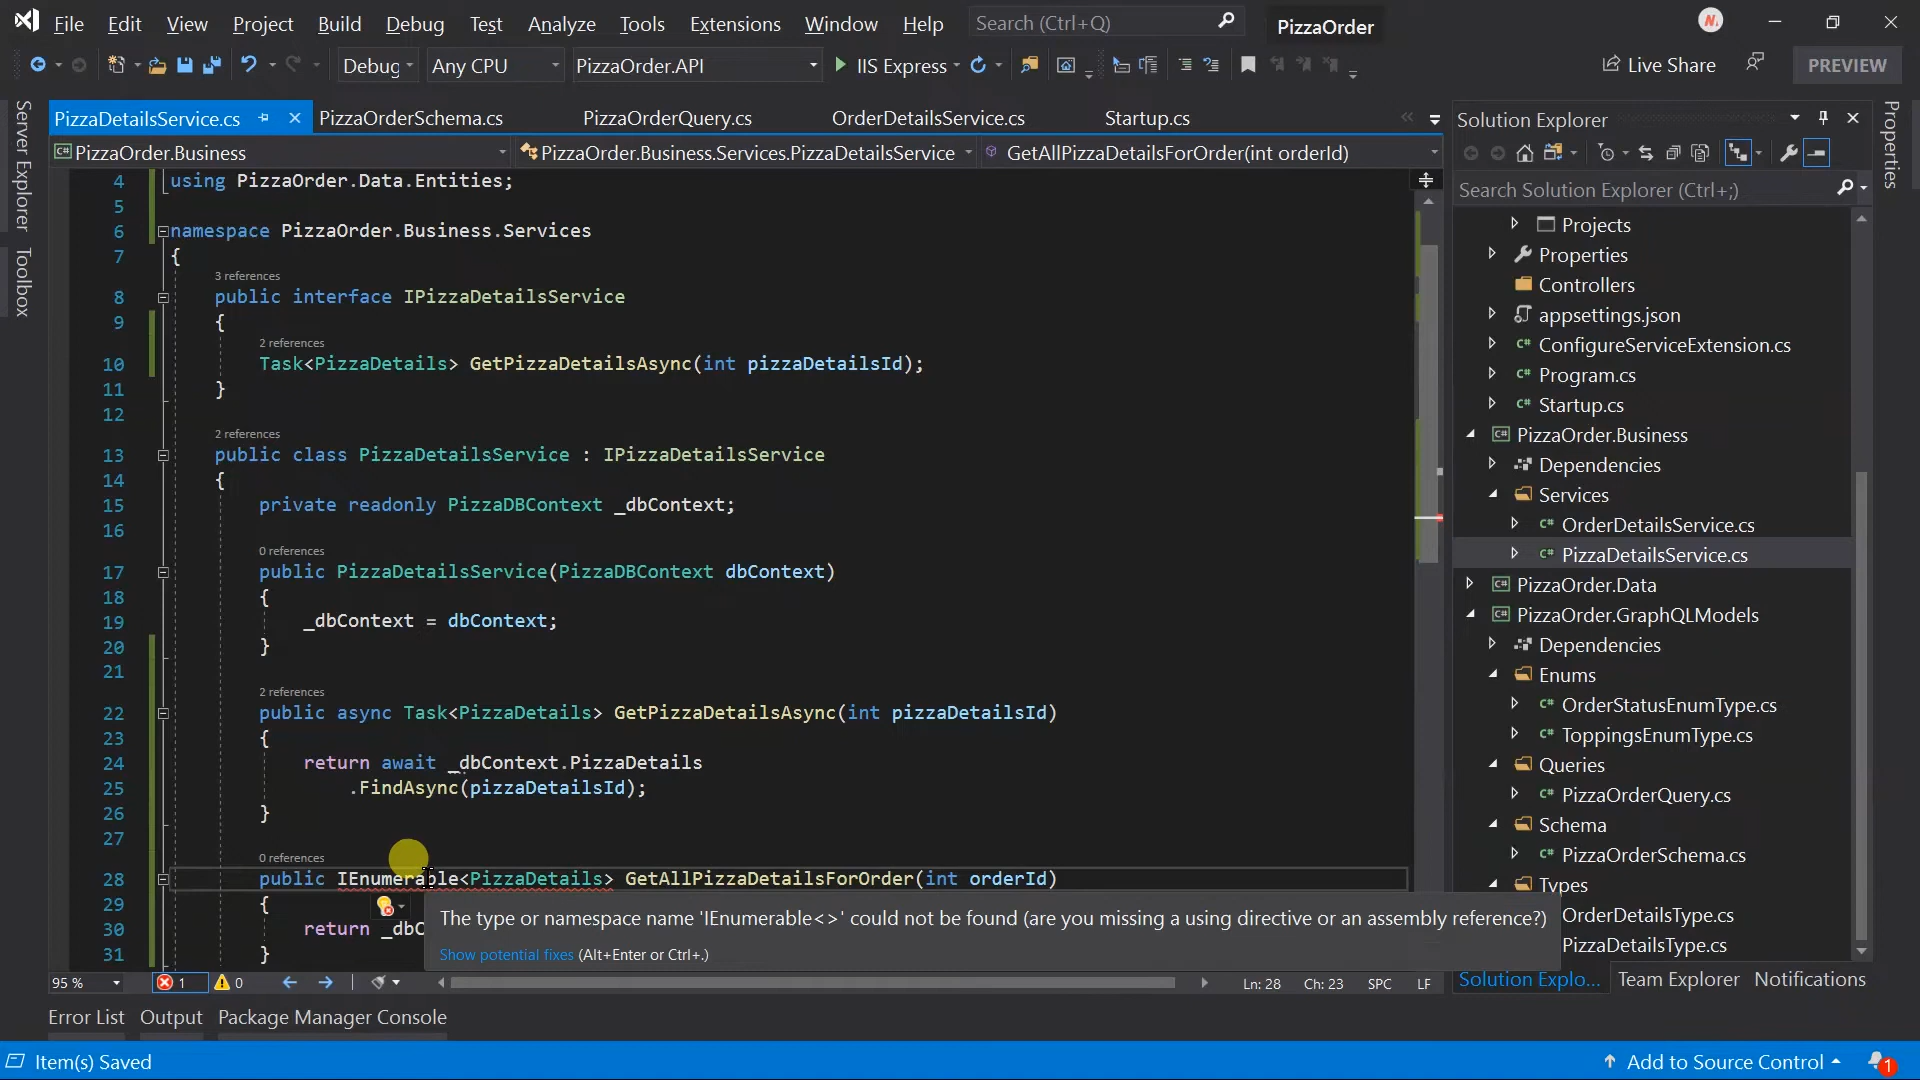 File Edit View Project Build Debug Test Analyze Tools Extensions Window Help Search (Ctrl+Q) PizzaOrder
Debug Any CPU PizzaOrder.API IIS Express Live Share PREVIEW
PizzaDetailsService.cs PizzaOrderSchema.cs PizzaOrderQuery.cs OrderDetailsService.cs Startup.cs
PizzaOrder.Business PizzaOrder.Business.Services.PizzaDetailsService GetAllPizzaDetailsForOrder(int orderId)
Server Explorer
Toolbox
4 using PizzaOrder.Data.Entities;
5
6 namespace PizzaOrder.Business.Services
7 {
3 references
8 public interface IPizzaDetailsService
9 {
2 references
10 Task<PizzaDetails> GetPizzaDetailsAsync(int pizzaDetailsId);
11 }
12
2 references
13 public class PizzaDetailsService : IPizzaDetailsService
14 {
15 private readonly PizzaDBContext _dbContext;
16
0 references
17 public PizzaDetailsService(PizzaDBContext dbContext)
18 {
19 _dbContext = dbContext;
20 }
21
2 references
22 public async Task<PizzaDetails> GetPizzaDetailsAsync(int pizzaDetailsId)
23 {
24 return await _dbContext.PizzaDetails
25 .FindAsync(pizzaDetailsId);
26 }
27
0 references
28 public IEnumerable<PizzaDetails> GetAllPizzaDetailsForOrder(int orderId)
29 {
30 return _dbC
31 }
The type or namespace name 'IEnumerable<>' could not be found (are you missing a using directive or an assembly reference?)
Show potential fixes (Alt+Enter or Ctrl+.)
95 % 1 0 Ln: 28 Ch: 23 SPC LF
Solution Explorer
Search Solution Explorer (Ctrl+;)
Projects
Properties
Controllers
appsettings.json
ConfigureServiceExtension.cs
Program.cs
Startup.cs
PizzaOrder.Business
Dependencies
Services
OrderDetailsService.cs
PizzaDetailsService.cs
PizzaOrder.Data
PizzaOrder.GraphQLModels
Dependencies
Enums
OrderStatusEnumType.cs
ToppingsEnumType.cs
Queries
PizzaOrderQuery.cs
Schema
PizzaOrderSchema.cs
Types
OrderDetailsType.cs
PizzaDetailsType.cs
Solution Explo... Team Explorer Notifications
Properties
Error List Output Package Manager Console
Item(s) Saved Add to Source Control 1